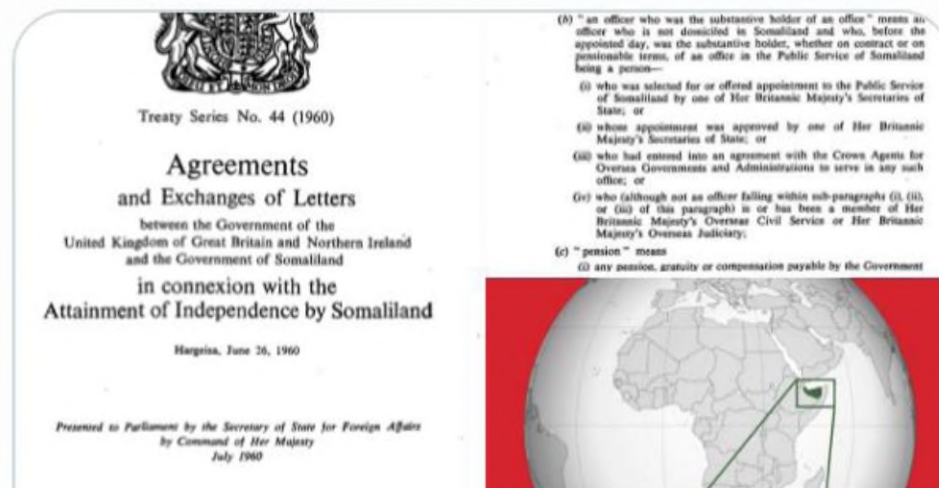 Treaty Series No. 44 (1960)
Agreements
and Exchanges of Letters
between the Government of the
United Kingdom of Great Britain and Northern Ireland
and the Government of Somaliland
in connexion with the
Attainment of Independence by Somaliland
Hargeisa, June 26, 1960
Presented to Parliament by the Secretary of State for Foreign Affairs
by Command of Her Majesty
July 1960
(b) "an officer who was the substantive holder of an office" means an
officer who is not domiciled in Somaliland and who, before the
appointed day, was the substantive holder, whether on contract or on
pensionable terms, of an office in the Public Service of Somaliland
being a person—
(i) who was selected for or offered appointment to the Public Service
of Somaliland by one of Her Britannic Majesty's Secretaries of
State; or
(ii) whose appointment was approved by one of Her Britannic
Majesty's Secretaries of State; or
(iii) who had entered into an agreement with the Crown Agents for
Oversea Governments and Administrations to serve in any such
office; or
(iv) who (although not an officer falling within sub-paragraphs (i), (ii),
or (iii) of this paragraph) is or has been a member of Her
Britannic Majesty's Overseas Civil Service or Her Britannic
Majesty's Overseas Judiciary;
(c) "pension" means
(i) any pension, gratuity or compensation payable by the Government